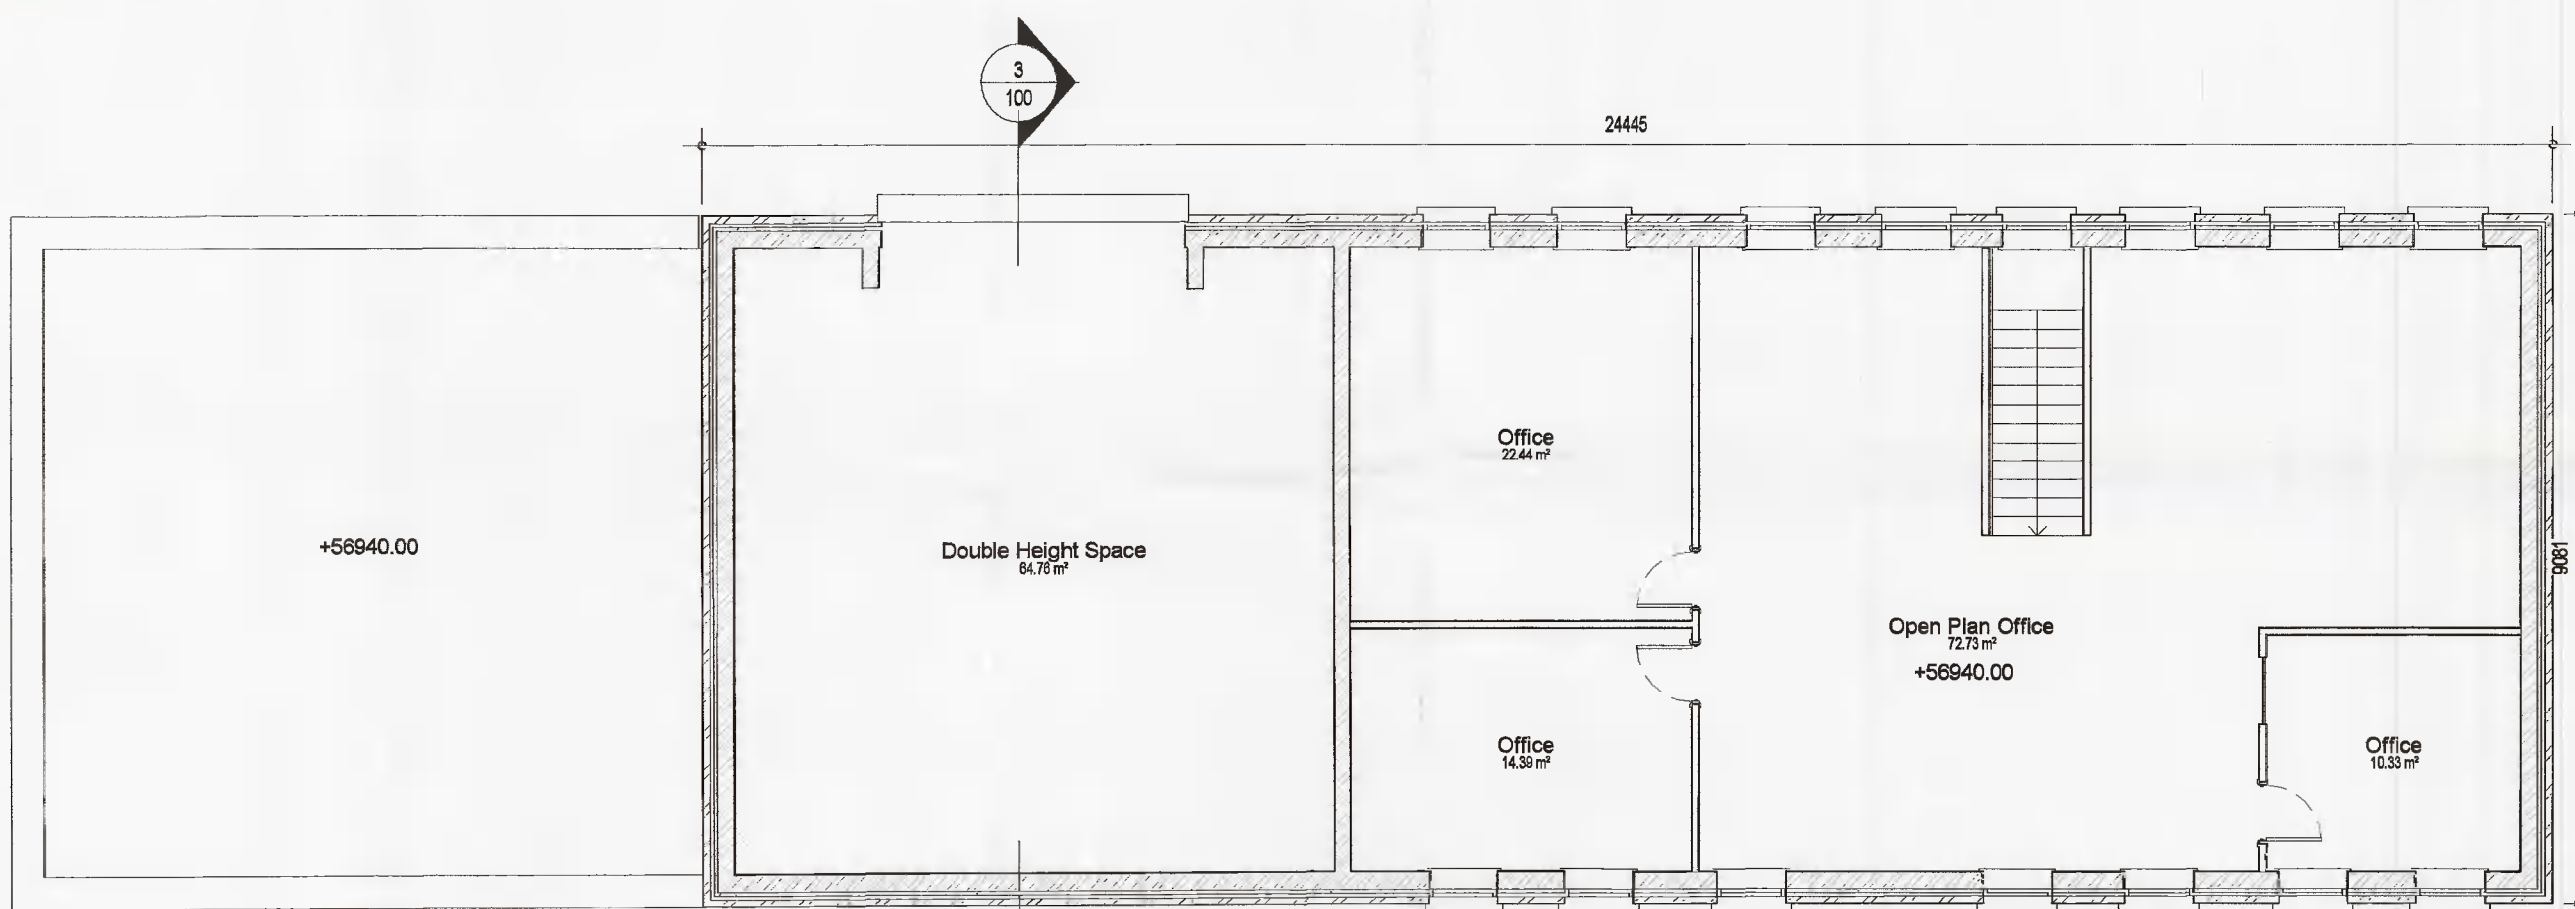 3
100
24445
Office
22.44 m²
+56940.00
Double Height Space
64.76 m²
9081
Open Plan Office
72.73 m²
+56940.00
Office
14.39 m²
Office
10.33 m²